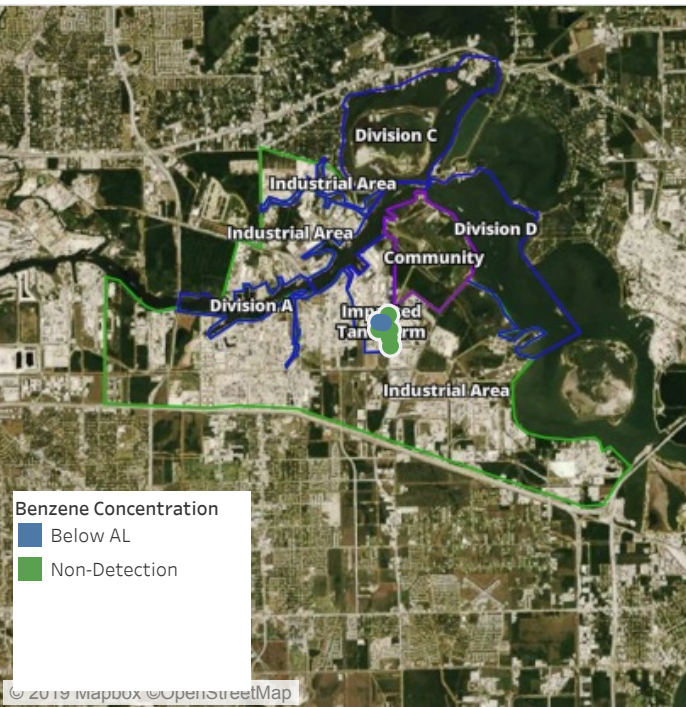 Division C
Industrial Area
Division D
Industrial Area
Community
Division A
Industrial Area
Benzene Concentration
Below AL
Non-Detection
© 2019 Mapbox ©OpenStreetMap